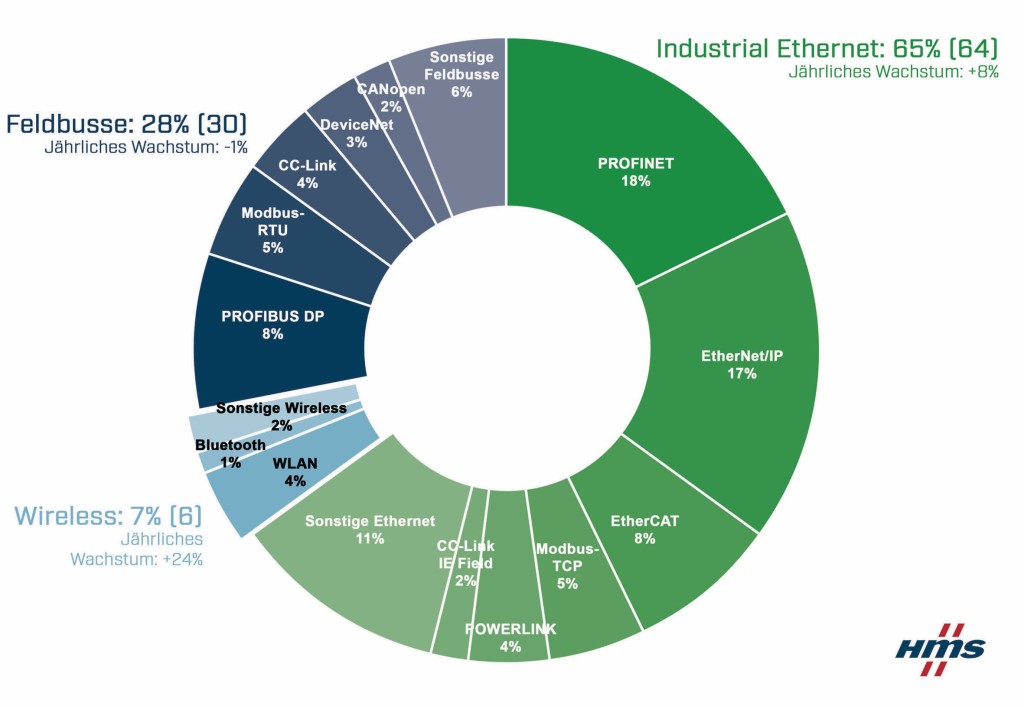 Industrial Ethernet: 65% (64)
Jährliches Wachstum: +8%
PROFINET
18%
EtherNet/IP
17%
EtherCAT
8%
Modbus-
TCP
5%
POWERLINK
4%
CC-Link
IE Field
2%
Sonstige Ethernet
11%
Wireless: 7% (6)
Jährliches
Wachstum: +24%
WLAN
4%
Bluetooth
1%
Sonstige Wireless
2%
Feldbusse: 28% (30)
Jährliches Wachstum: -1%
PROFIBUS DP
8%
Modbus-
RTU
5%
CC-Link
4%
DeviceNet
3%
CANopen
2%
Sonstige
Feldbusse
6%
HMS